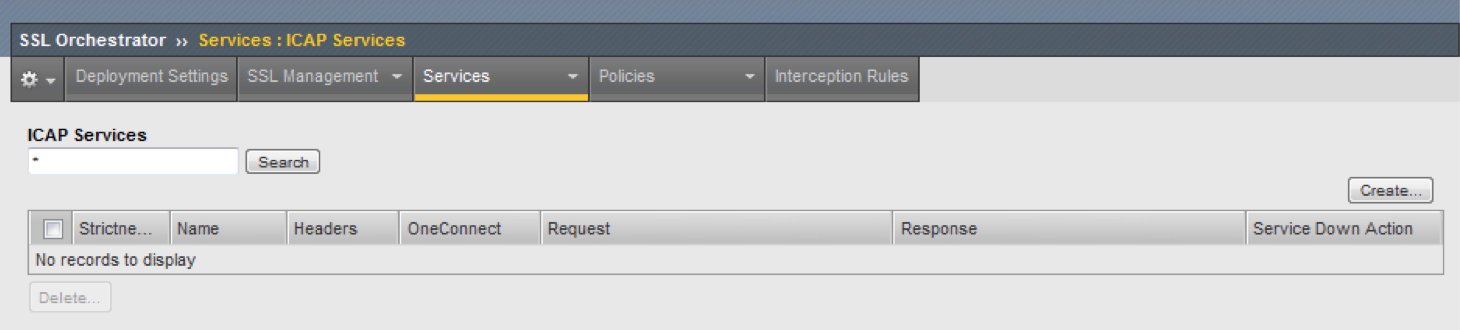 SSL Orchestrator ›› Services : ICAP Services
Deployment Settings SSL Management Services Policies Interception Rules
ICAP Services
* Search
Create...
Strictne... Name Headers OneConnect Request Response Service Down Action
No records to display
Delete...